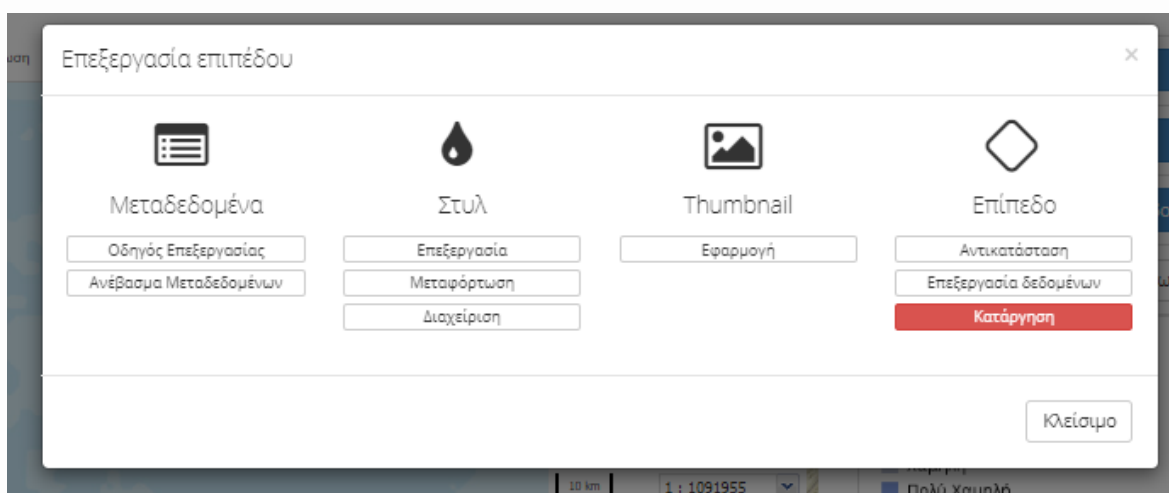 Επεξεργασία επιπέδου
×
Μεταδεδομένα
Οδηγός Επεξεργασίας
Ανέβασμα Μεταδεδομένων
Στυλ
Επεξεργασία
Μεταφόρτωση
Διαχείριση
Thumbnail
Εφαρμογή
Επίπεδο
Αντικατάσταση
Επεξεργασία δεδομένων
Κατάργηση
Κλείσιμο
10 km
1 : 1091955
Πολύ Χαμηλή